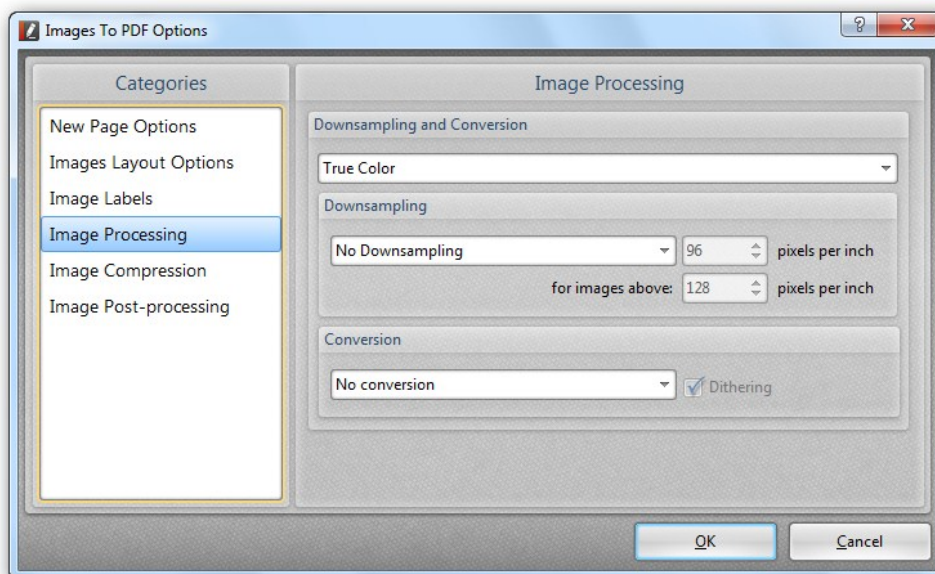 Images To PDF Options
Categories
New Page Options
Images Layout Options
Image Labels
Image Processing
Image Compression
Image Post-processing
Image Processing
Downsampling and Conversion
True Color
Downsampling
No Downsampling 96 pixels per inch
for images above: 128 pixels per inch
Conversion
No conversion Dithering
OK Cancel